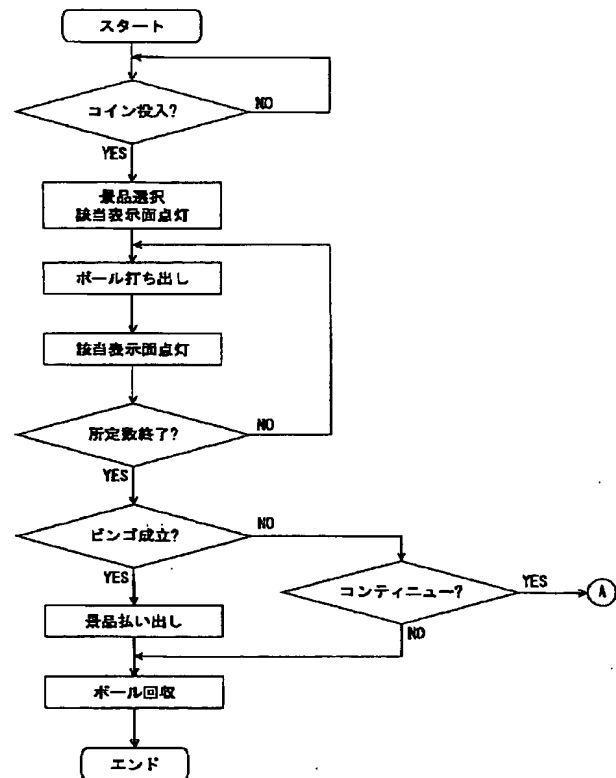 スタート
コイン投入?
NO
YES
景品選択
該当表示面点灯
ボール打ち出し
該当表示面点灯
所定数終了?
NO
YES
ビンゴ成立?
NO
YES
コンティニュー?
YES
A
NO
景品払い出し
ボール回収
エンド